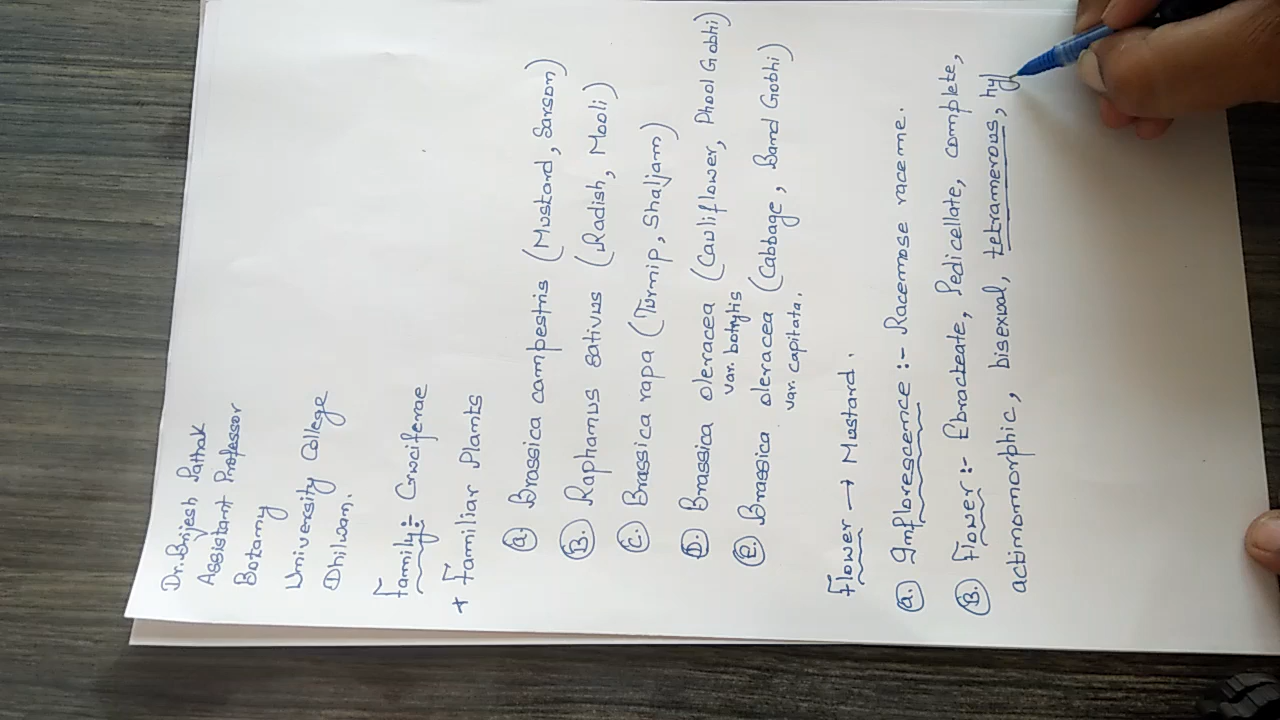 Dr. Brijesh Pathak
Assistant Professor
Botany
University College
Dhilwan.
Family:- Cruciferae
+ Familiar Plants
(a) Brassica campestris (Mustard, Sarson)
(B.) Raphanus sativus (Radish, Mooli)
(C.) Brassica rapa (Turnip, Shaljam)
(D.) Brassica oleracea (Cauliflower, Phool Gobhi)
var. botrytis
(E.) Brassica oleracea (Cabbage, Band Gobhi)
var. capitata.
Flower → Mustard.
(a.) Inflorescence :- Racemose raceme.
(B.) Flower :- Ebracteate, Pedicellate, complete,
actinomorphic, bisexual, tetramerous, hy